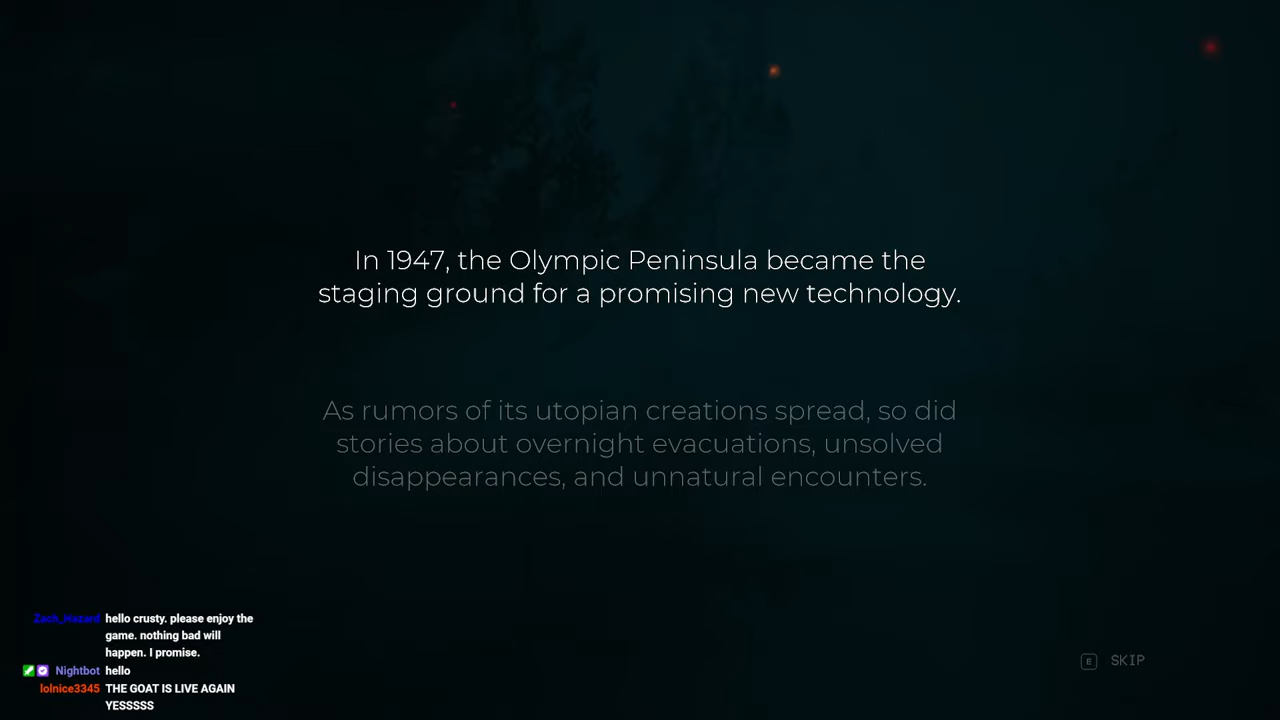 In 1947, the Olympic Peninsula became the
staging ground for a promising new technology.
As rumors of its utopian creations spread, so did
stories about overnight evacuations, unsolved
disappearances, and unnatural encounters.
Zach_Hazard hello crusty. please enjoy the
game. nothing bad will
happen. I promise.
Nightbot hello
lolnice3345 THE GOAT IS LIVE AGAIN
YESSSSS
E SKIP